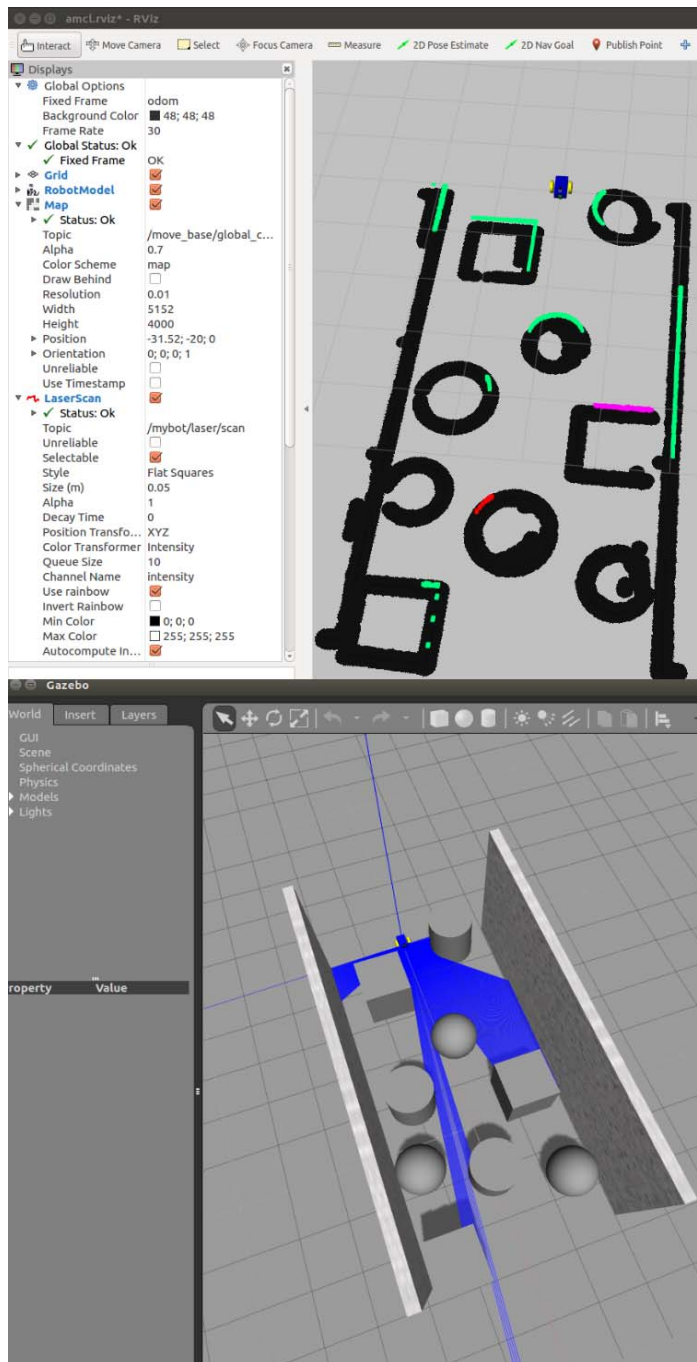 amcl.rviz* - RViz
Interact Move Camera Select Focus Camera Measure 2D Pose Estimate 2D Nav Goal Publish Point
Displays
Global Options
Fixed Frame odom
Background Color 48; 48; 48
Frame Rate 30
Global Status: Ok
Fixed Frame OK
Grid
RobotModel
Map
Status: Ok
Topic /move_base/global_c...
Alpha 0.7
Color Scheme map
Draw Behind
Resolution 0.01
Width 5152
Height 4000
Position -31.52; -20; 0
Orientation 0; 0; 0; 1
Unreliable
Use Timestamp
LaserScan
Status: Ok
Topic /mybot/laser/scan
Unreliable
Selectable
Style Flat Squares
Size (m) 0.05
Alpha 1
Decay Time 0
Position Transfo... XYZ
Color Transformer Intensity
Queue Size 10
Channel Name intensity
Use rainbow
Invert Rainbow
Min Color 0; 0; 0
Max Color 255; 255; 255
Autocompute In...
Gazebo
World Insert Layers
GUI
Scene
Spherical Coordinates
Physics
Models
Lights
roperty Value